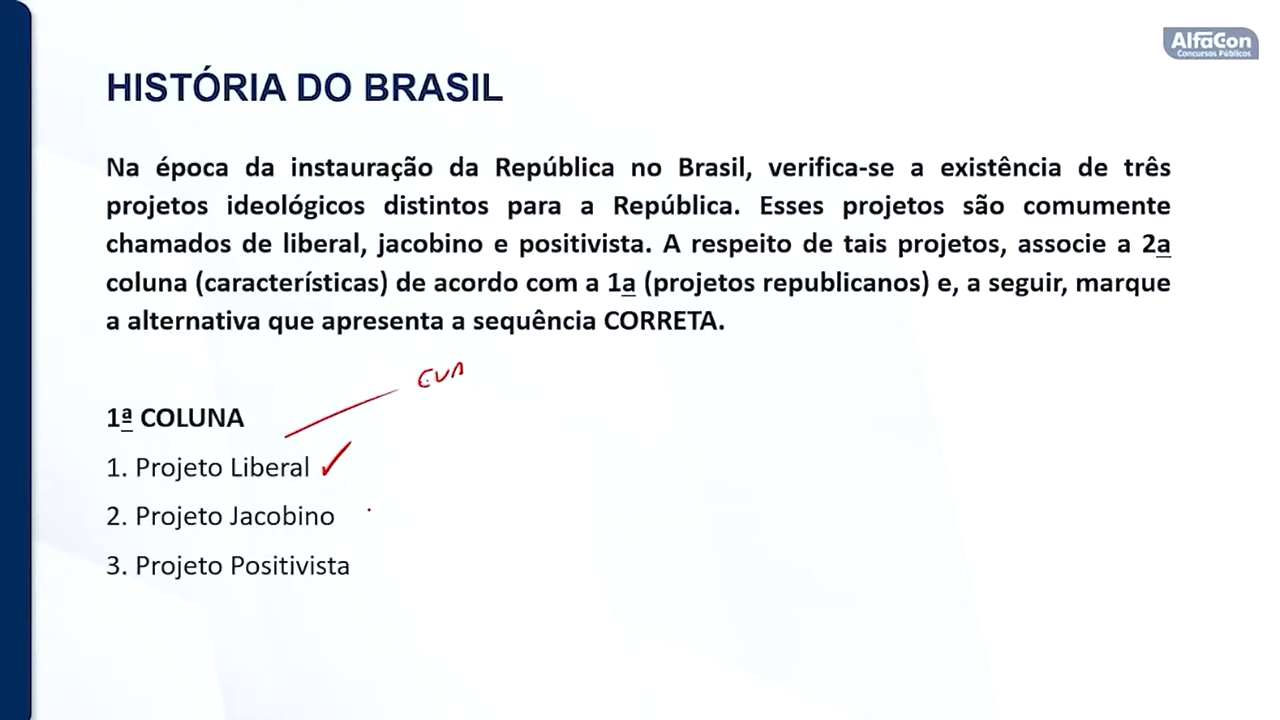 AlfaCon
Concursos Públicos
HISTÓRIA DO BRASIL
Na época da instauração da República no Brasil, verifica-se a existência de três
projetos ideológicos distintos para a República. Esses projetos são comumente
chamados de liberal, jacobino e positivista. A respeito de tais projetos, associe a 2a
coluna (características) de acordo com a 1a (projetos republicanos) e, a seguir, marque
a alternativa que apresenta a sequência CORRETA.
EUA
1ª COLUNA
1. Projeto Liberal
2. Projeto Jacobino
3. Projeto Positivista